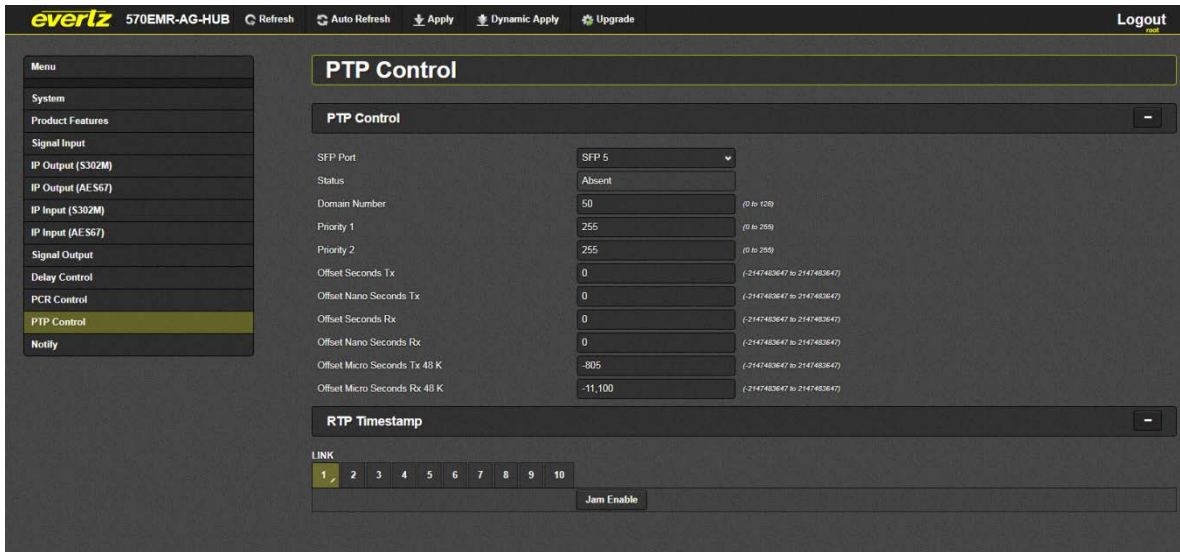 evertz 570EMR-AG-HUB Refresh Auto Refresh Apply Dynamic Apply Upgrade Logout
root
Menu
System
Product Features
Signal Input
IP Output (S302M)
IP Output (AES67)
IP Input (S302M)
IP Input (AES67)
Signal Output
Delay Control
PCR Control
PTP Control
Notify
PTP Control
PTP Control
SFP Port SFP 5
Status Absent
Domain Number 50 (0 to 128)
Priority 1 255 (0 to 255)
Priority 2 255 (0 to 255)
Offset Seconds Tx 0 (-2147483647 to 2147483647)
Offset Nano Seconds Tx 0 (-2147483647 to 2147483647)
Offset Seconds Rx 0 (-2147483647 to 2147483647)
Offset Nano Seconds Rx 0 (-2147483647 to 2147483647)
Offset Micro Seconds Tx 48 K -805 (-2147483647 to 2147483647)
Offset Micro Seconds Rx 48 K -11,100 (-2147483647 to 2147483647)
RTP Timestamp
LINK
1 2 3 4 5 6 7 8 9 10
Jam Enable